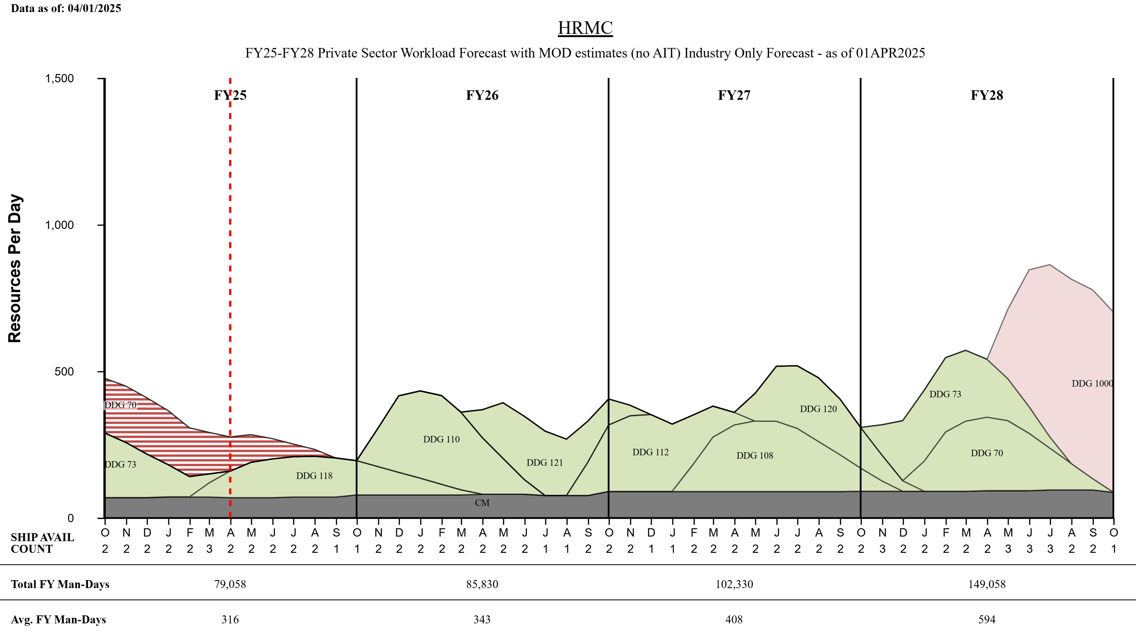 Data as of: 04/01/2025
HRMC
FY25-FY28 Private Sector Workload Forecast with MOD estimates (no AIT) Industry Only Forecast - as of 01APR2025
1,500
FY25 FY26 FY27 FY28
1,000
Resources Per Day
500
DDG 70
DDG 73
DDG 118
DDG 110
DDG 121
CM
DDG 112
DDG 108
DDG 120
DDG 73
DDG 70
DDG 1000
0
O N D J F M A M J J A S O N D J F M A M J J A S O N D J F M A M J J A S O N D J F M A M J J A S O
SHIP AVAIL
COUNT
2 2 2 2 2 3 2 2 2 2 2 1 2 2 2 2 2 2 2 2 2 1 1 2 2 2 1 1 2 2 2 2 2 2 2 2 2 3 2 2 2 2 2 3 3 3 2 2 1
Total FY Man-Days 79,058 85,830 102,330 149,058
Avg. FY Man-Days 316 343 408 594